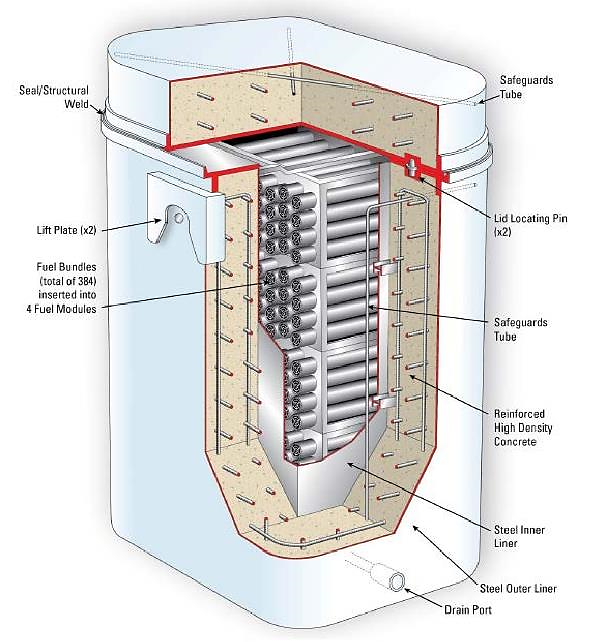 Safeguards
Tube
Seal/Structural
Weld
Lid Locating Pin
(x2)
Lift Plate (x2)
Fuel Bundles
(total of 384)
inserted into
4 Fuel Modules
Safeguards
Tube
Reinforced
High Density
Concrete
Steel Inner
Liner
Steel Outer Liner
Drain Port